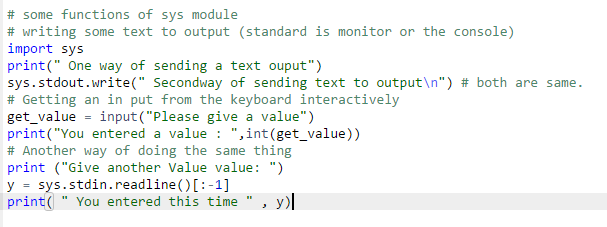 # some functions of sys module
# writing some text to output (standard is monitor or the console)
import sys
print(" One way of sending a text ouput")
sys.stdout.write(" Secondway of sending text to output\n") # both are same.
# Getting an in put from the keyboard interactively
get_value = input("Please give a value")
print("You entered a value : ",int(get_value))
# Another way of doing the same thing
print ("Give another Value value: ")
y = sys.stdin.readline()[:-1]
print( " You entered this time " , y)